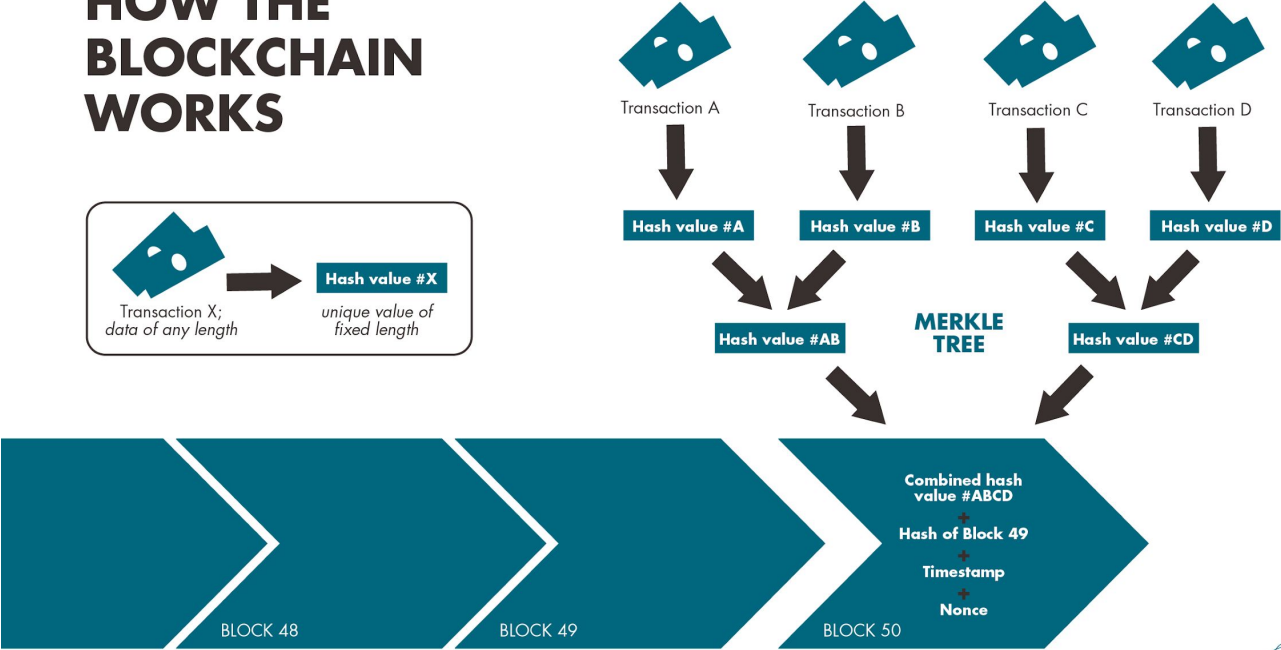 HOW THE
BLOCKCHAIN
WORKS
Transaction X;
data of any length
Hash value #X
unique value of
fixed length
Transaction A
Transaction B
Transaction C
Transaction D
Hash value #A
Hash value #B
Hash value #C
Hash value #D
Hash value #AB
MERKLE
TREE
Hash value #CD
BLOCK 48
BLOCK 49
Combined hash
value #ABCD
+
Hash of Block 49
+
Timestamp
+
Nonce
BLOCK 50